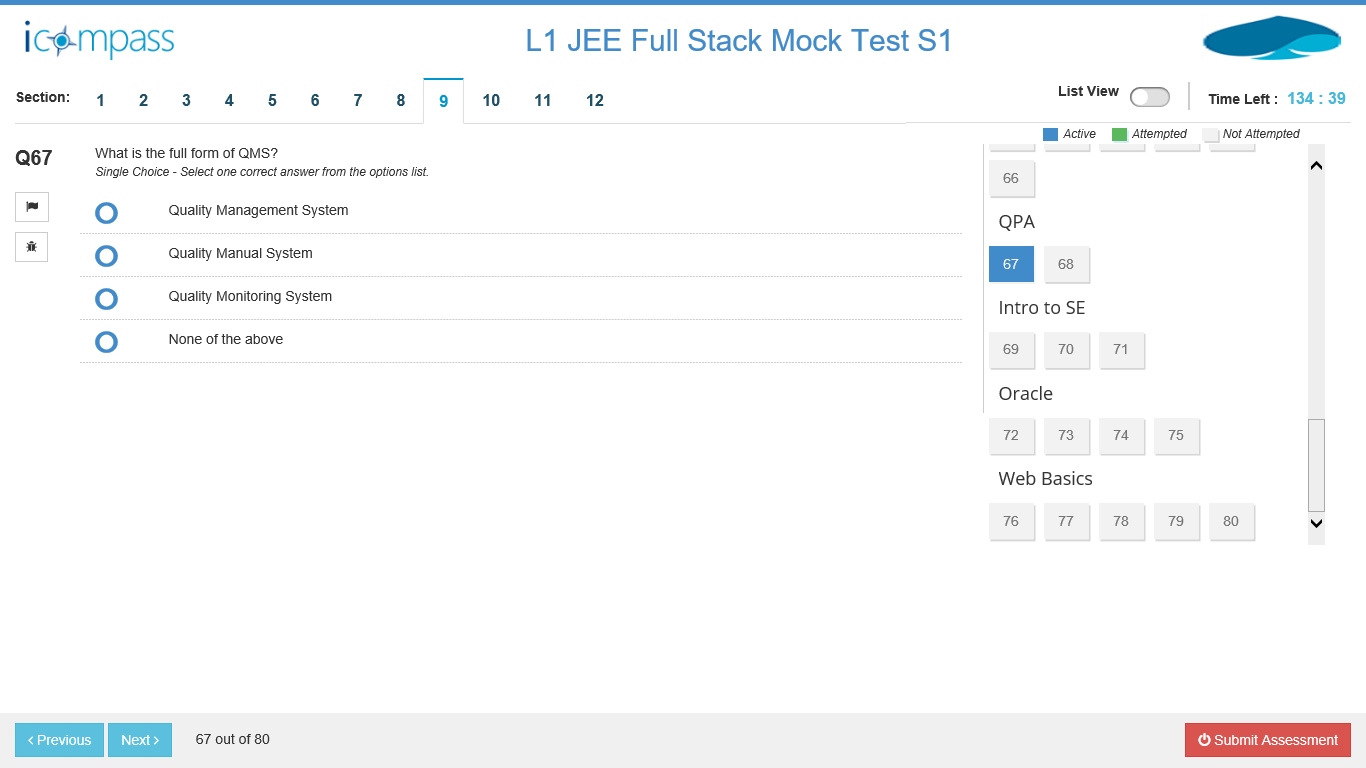 icompass
L1 JEE Full Stack Mock Test S1
Section: 1 2 3 4 5 6 7 8 9 10 11 12
List View
Time Left : 134 : 39
Active Attempted Not Attempted
Q67
What is the full form of QMS?
Single Choice - Select one correct answer from the options list.
Quality Management System
Quality Manual System
Quality Monitoring System
None of the above
66
QPA
67 68
Intro to SE
69 70 71
Oracle
72 73 74 75
Web Basics
76 77 78 79 80
Previous Next 67 out of 80 Submit Assessment